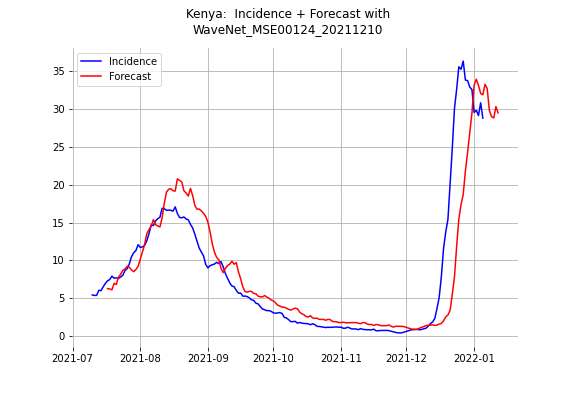 Kenya:  Incidence + Forecast with
WaveNet_MSE00124_20211210
Incidence
Forecast
35
30
25
20
15
10
5
0
2021-07 2021-08 2021-09 2021-10 2021-11 2021-12 2022-01